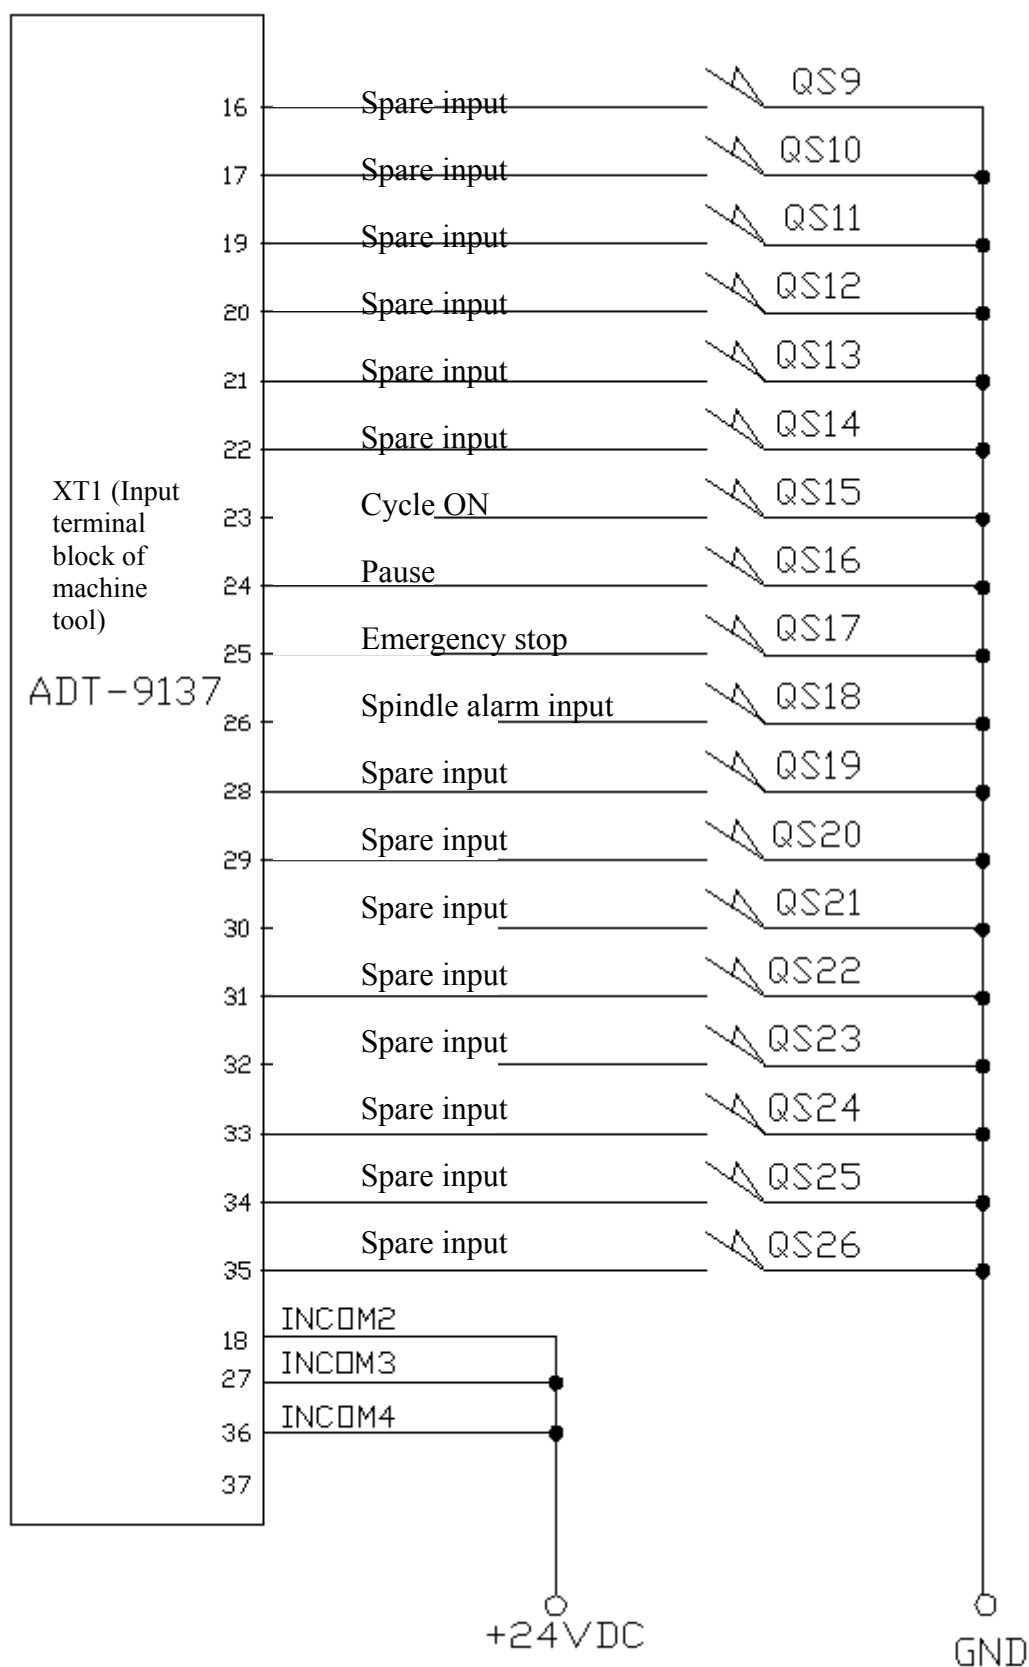 QS9
16 Spare input
QS10
17 Spare input
QS11
19 Spare input
QS12
20 Spare input
QS13
21 Spare input
QS14
22 Spare input
XT1 (Input
terminal
block of
machine
tool)
QS15
23 Cycle ON
QS16
24 Pause
QS17
25 Emergency stop
ADT-9137
QS18
26 Spindle alarm input
QS19
28 Spare input
QS20
29 Spare input
QS21
30 Spare input
QS22
31 Spare input
QS23
32 Spare input
QS24
33 Spare input
QS25
34 Spare input
QS26
35 Spare input
18 INCOM2
27 INCOM3
36 INCOM4
37
+24VDC
GND